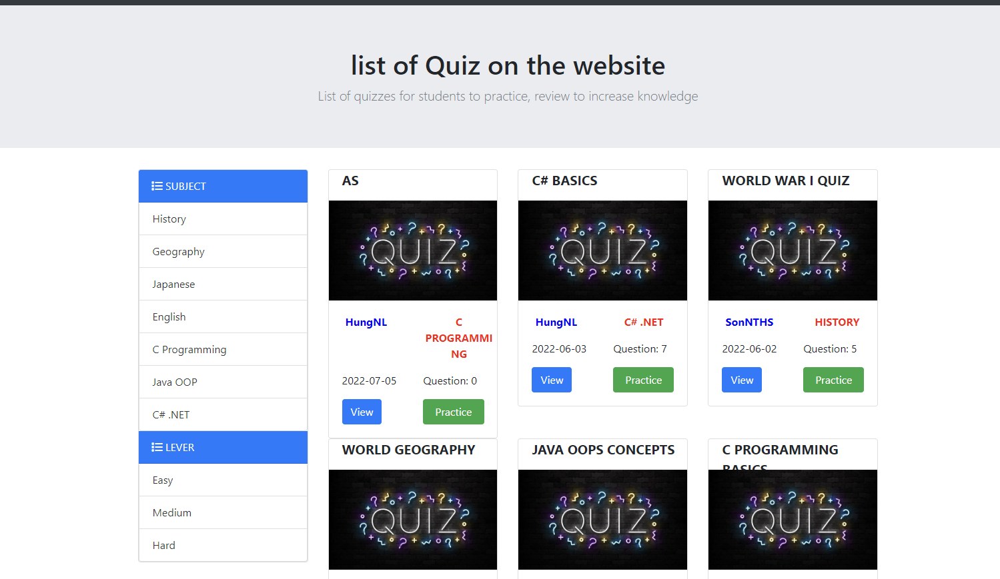 list of Quiz on the website
List of quizzes for students to practice, review to increase knowledge
SUBJECT
History
Geography
Japanese
English
C Programming
Java OOP
C# .NET
LEVER
Easy
Medium
Hard
AS
QUIZ
HungNL
C
PROGRAMMI
NG
2022-07-05
Question: 0
View
Practice
C# BASICS
QUIZ
HungNL
C# .NET
2022-06-03
Question: 7
View
Practice
WORLD WAR I QUIZ
QUIZ
SonNTHS
HISTORY
2022-06-02
Question: 5
View
Practice
WORLD GEOGRAPHY
QUIZ
JAVA OOPS CONCEPTS
QUIZ
C PROGRAMMING
BASICS
QUIZ